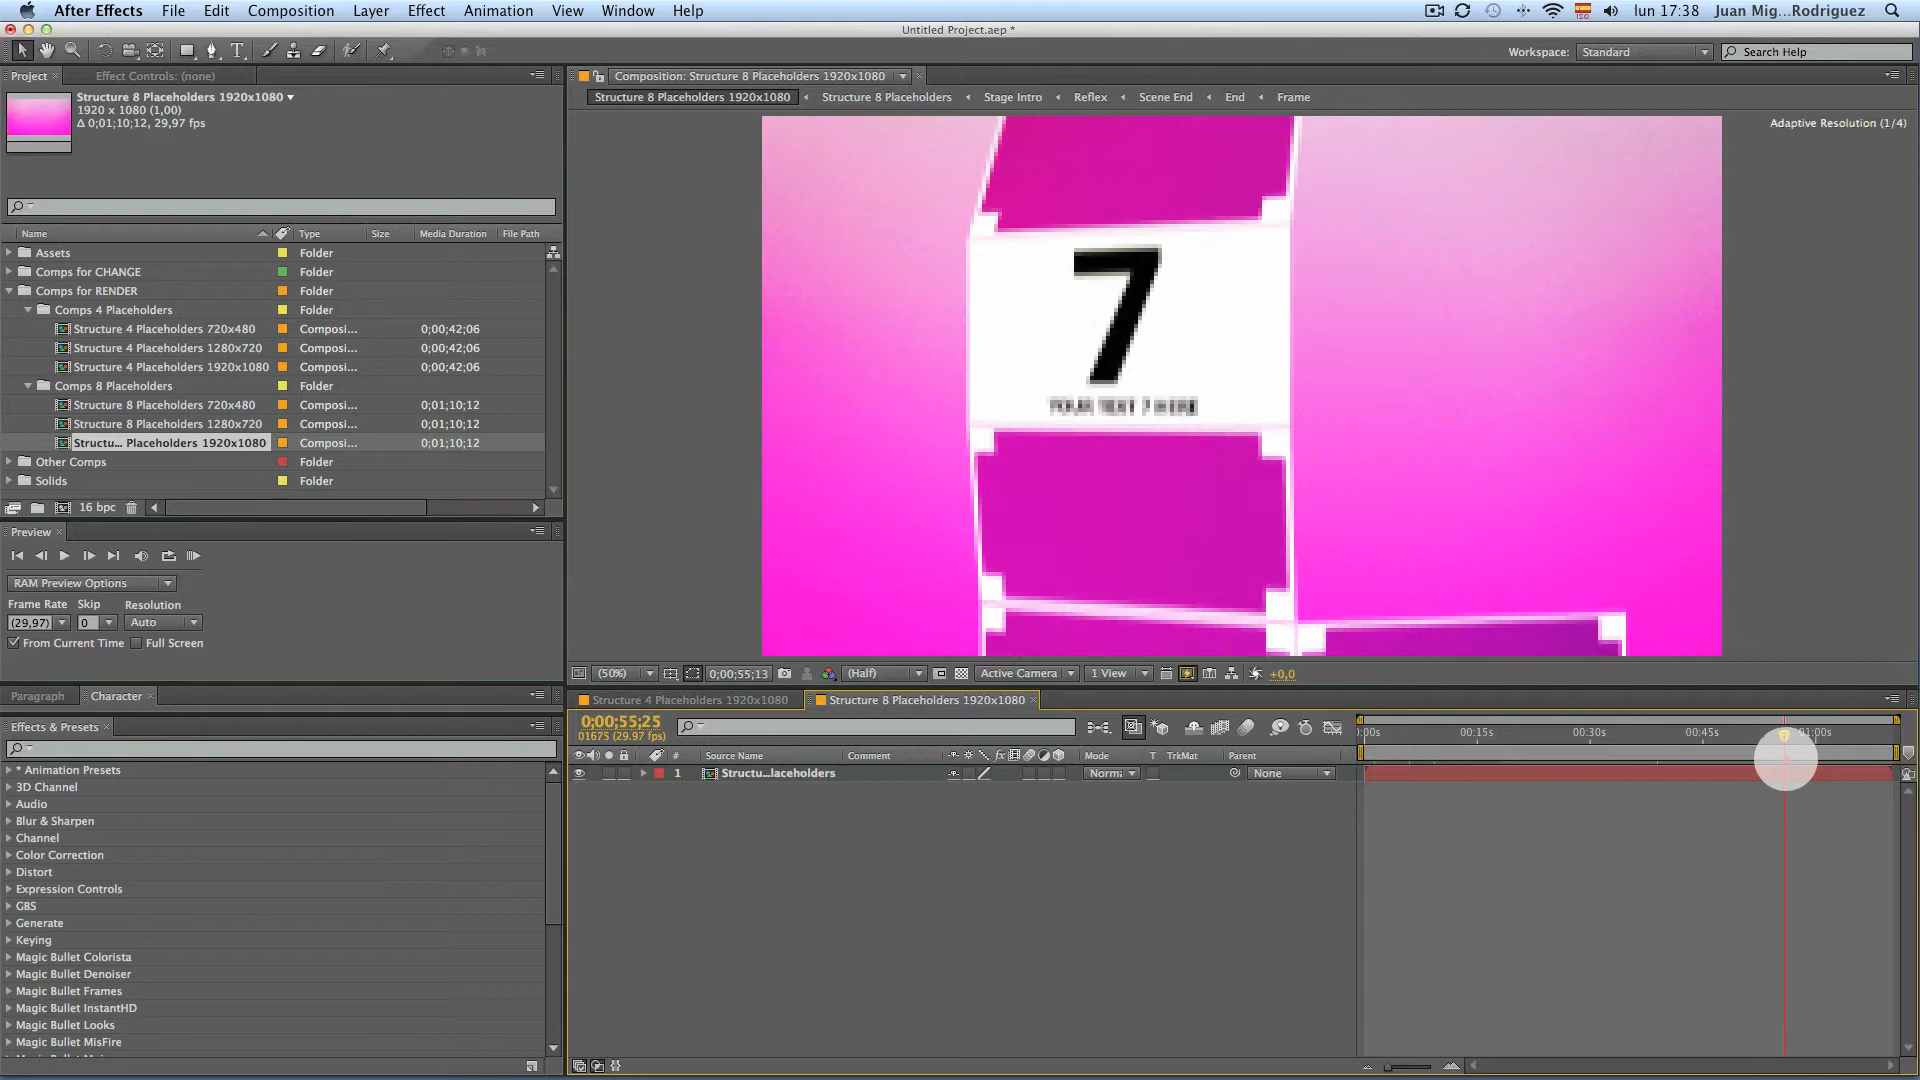 After Effects File Edit Composition Layer Effect Animation View Window Help lun 17:38 Juan Mig...Rodriguez
Untitled Project.aep *
Workspace: Standard Search Help
Project Effect Controls: (none)
Composition: Structure 8 Placeholders 1920x1080
Structure 8 Placeholders 1920x1080
1920 x 1080 (1,00)
Δ 0;01;10;12, 29,97 fps
Structure 8 Placeholders 1920x1080 Structure 8 Placeholders Stage Intro Reflex Scene End End Frame
Adaptive Resolution (1/4)
Name Type Size Media Duration File Path
Assets Folder
Comps for CHANGE Folder
Comps for RENDER Folder
Comps 4 Placeholders Folder
Structure 4 Placeholders 720x480 Composi... 0;00;42;06
Structure 4 Placeholders 1280x720 Composi... 0;00;42;06
Structure 4 Placeholders 1920x1080 Composi... 0;00;42;06
Comps 8 Placeholders Folder
Structure 8 Placeholders 720x480 Composi... 0;01;10;12
Structure 8 Placeholders 1280x720 Composi... 0;01;10;12
Structu... Placeholders 1920x1080 Composi... 0;01;10;12
Other Comps Folder
Solids Folder
16 bpc
7
YOUR TEXT 7 HERE
Preview
RAM Preview Options
Frame Rate Skip Resolution
(29,97) 0 Auto
From Current Time Full Screen
(50%) 0;00;55;13 (Half) Active Camera 1 View +0,0
Paragraph Character
Effects & Presets
* Animation Presets
3D Channel
Audio
Blur & Sharpen
Channel
Color Correction
Distort
Expression Controls
GBS
Generate
Keying
Magic Bullet Colorista
Magic Bullet Denoiser
Magic Bullet Frames
Magic Bullet InstantHD
Magic Bullet Looks
Magic Bullet MisFire
Structure 4 Placeholders 1920x1080 Structure 8 Placeholders 1920x1080
0;00;55;25
01675 (29.97 fps)
0:00s 00:15s 00:30s 00:45s 01:00s
# Source Name Comment fx Mode T TrkMat Parent
1 Structu...laceholders Norma None